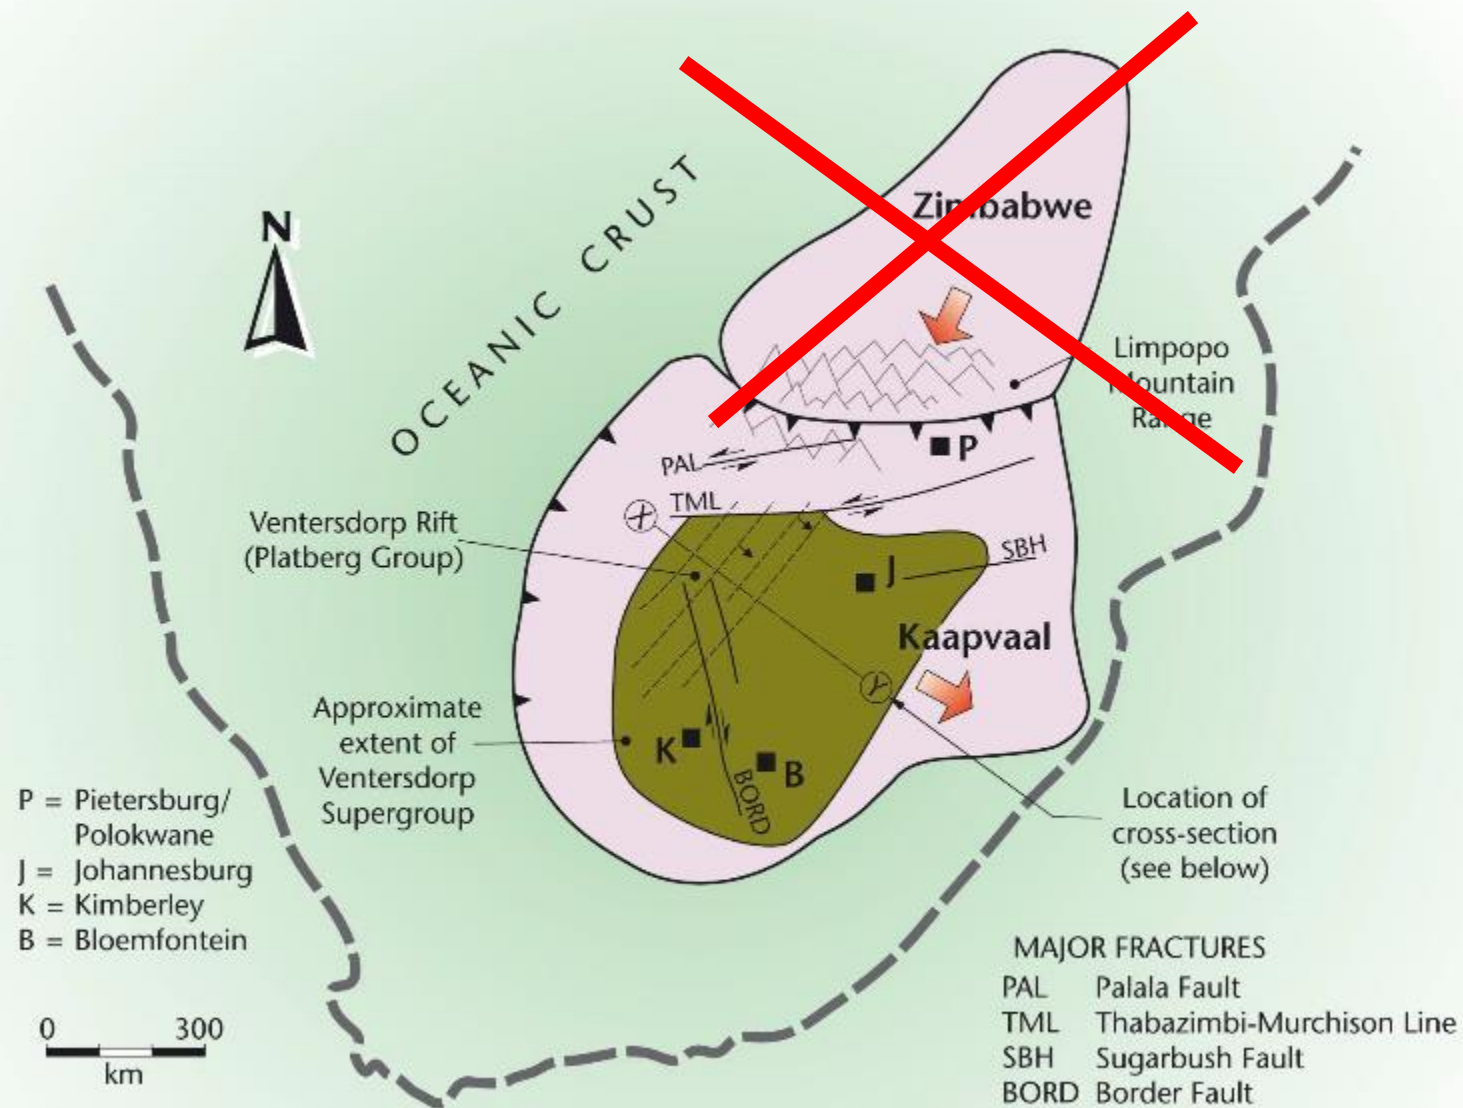 N
OCEANIC CRUST
Zimbabwe
Limpopo
Mountain
Range
P
PAL
TML
X
Ventersdorp Rift
(Platberg Group)
J
SBH
Kaapvaal
Y
Approximate
extent of
Ventersdorp
Supergroup
K
B
BORD
Location of
cross-section
(see below)
P = Pietersburg/
Polokwane
J = Johannesburg
K = Kimberley
B = Bloemfontein
0 300
km
MAJOR FRACTURES
PAL Palala Fault
TML Thabazimbi-Murchison Line
SBH Sugarbush Fault
BORD Border Fault